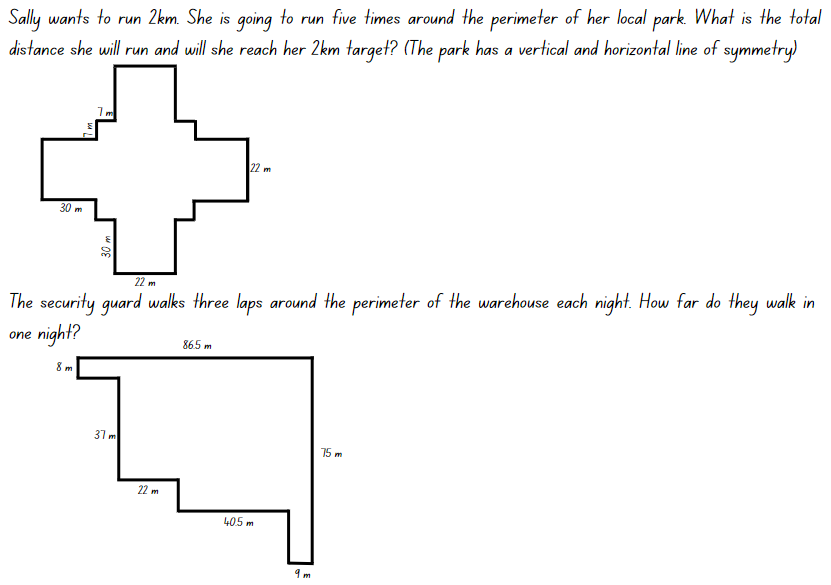 Sally wants to run 2km. She is going to run five times around the perimeter of her local park. What is the total
distance she will run and will she reach her 2km target? (The park has a vertical and horizontal line of symmetry)
7 m
7 m
22 m
30 m
30 m
22 m
The security guard walks three laps around the perimeter of the warehouse each night. How far do they walk in
one night?
86.5 m
8 m
37 m
75 m
22 m
40.5 m
9 m